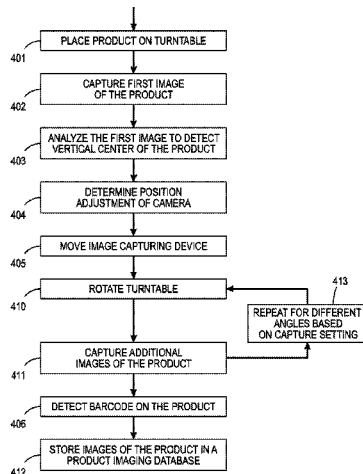 PLACE PRODUCT ON TURNTABLE
401
CAPTURE FIRST IMAGE
OF THE PRODUCT
402
ANALYZE THE FIRST IMAGE TO DETECT
VERTICAL CENTER OF THE PRODUCT
403
DETERMINE POSITION
ADJUSTMENT OF CAMERA
404
MOVE IMAGE CAPTURING DEVICE
405
413
ROTATE TURNTABLE
410
REPEAT FOR DIFFERENT
ANGLES BASED
ON CAPTURE SETTING
CAPTURE ADDITIONAL
IMAGES OF THE PRODUCT
411
DETECT BARCODE ON THE PRODUCT
406
STORE IMAGES OF THE PRODUCT IN A
PRODUCT IMAGING DATABASE
412